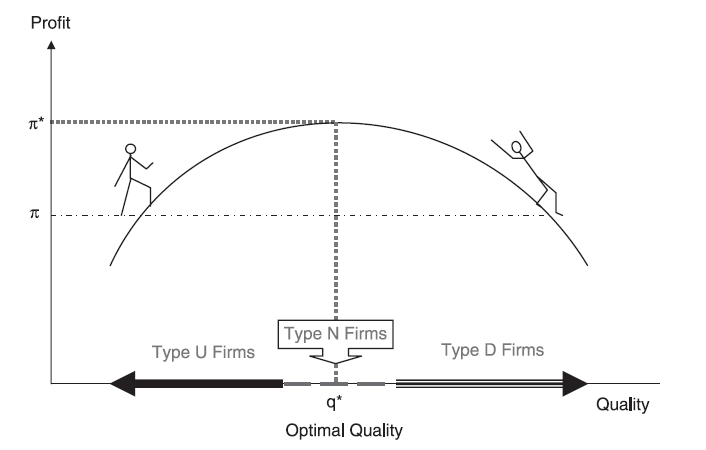 Profit
π*
π
Type N Firms
Type U Firms
Type D Firms
q*
Quality
Optimal Quality